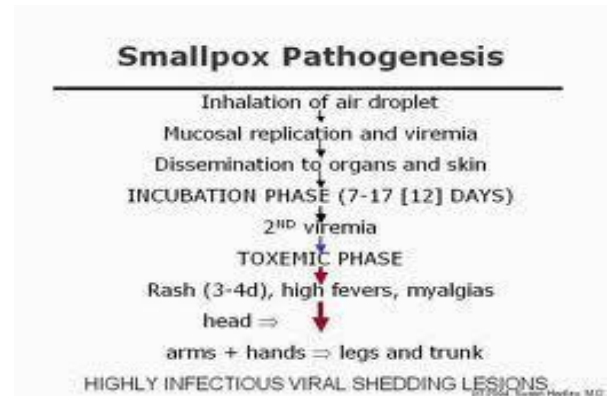 Smallpox Pathogenesis
Inhalation of air droplet
Mucosal replication and viremia
Dissemination to organs and skin
INCUBATION PHASE (7-17 [12] DAYS)
2ND viremia
TOXEMIC PHASE
Rash (3-4d), high fevers, myalgias
head ⇒
arms + hands ⇒ legs and trunk
HIGHLY INFECTIOUS VIRAL SHEDDING LESIONS